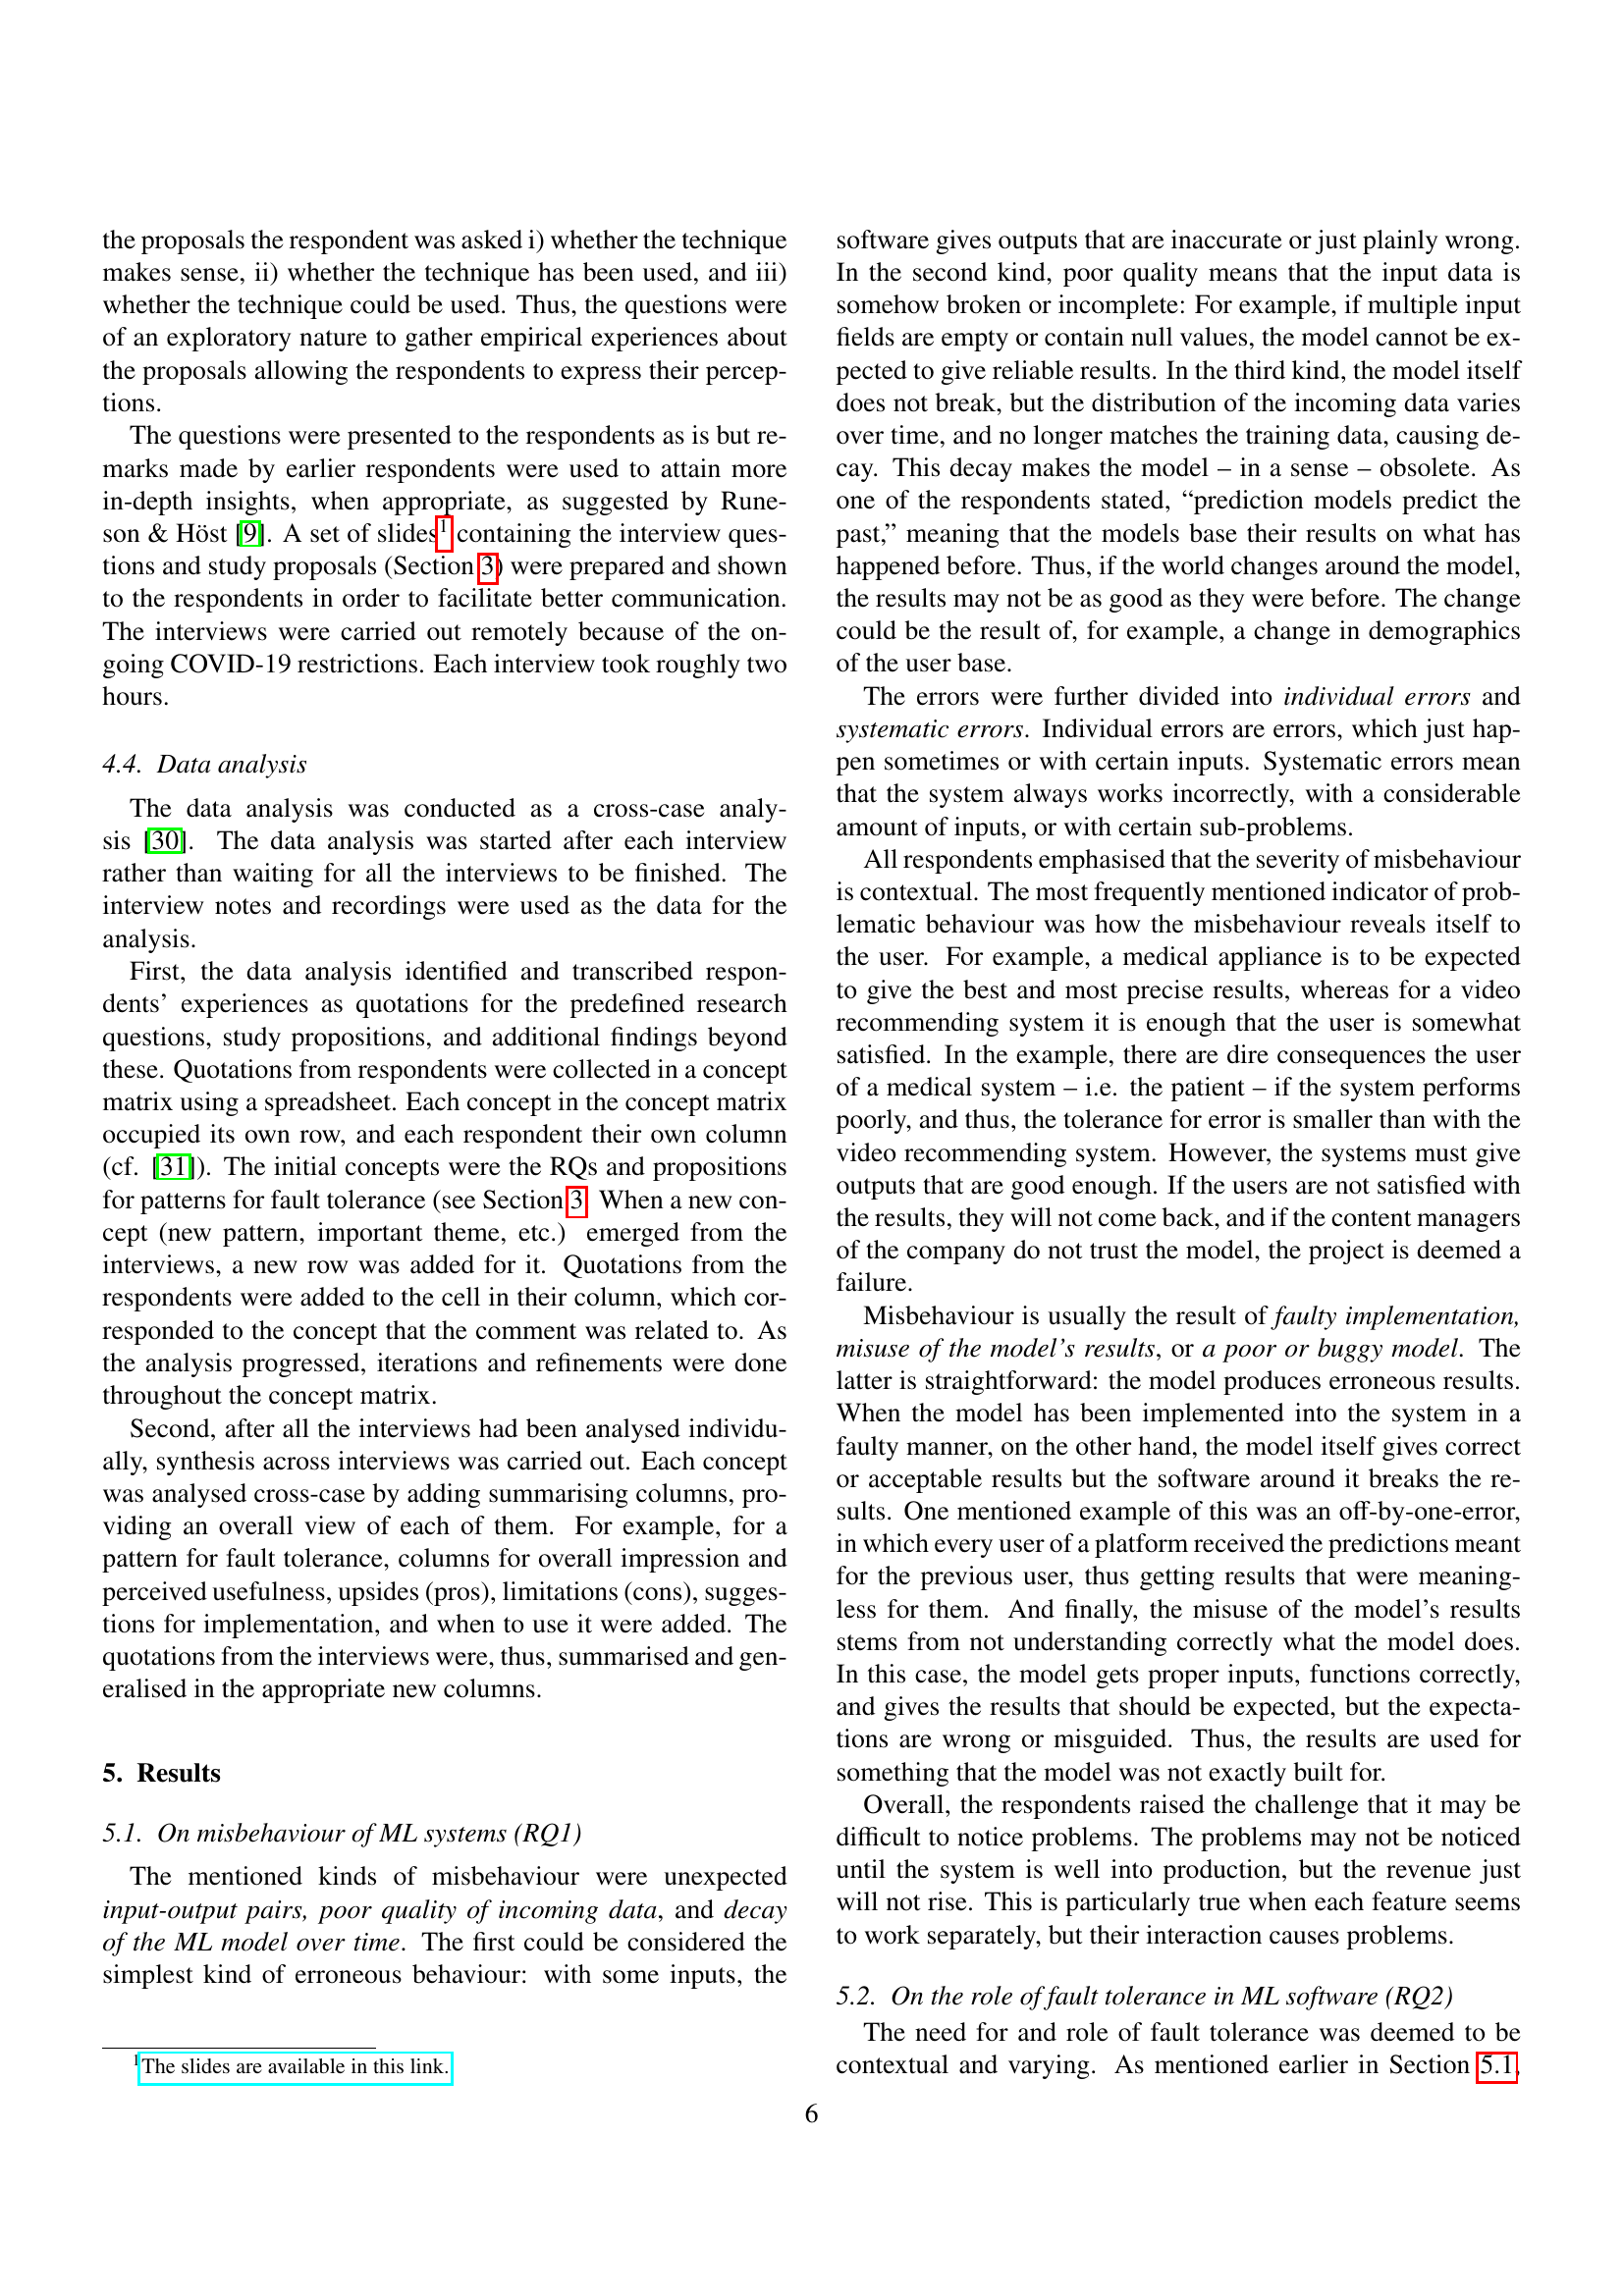 the proposals the respondent was asked i) whether the technique
makes sense, ii) whether the technique has been used, and iii)
whether the technique could be used. Thus, the questions were
of an exploratory nature to gather empirical experiences about
the proposals allowing the respondents to express their percep-
tions.
The questions were presented to the respondents as is but re-
marks made by earlier respondents were used to attain more
in-depth insights, when appropriate, as suggested by Rune-
son & Höst [9]. A set of slides1 containing the interview ques-
tions and study proposals (Section 3) were prepared and shown
to the respondents in order to facilitate better communication.
The interviews were carried out remotely because of the on-
going COVID-19 restrictions. Each interview took roughly two
hours.
4.4. Data analysis
The data analysis was conducted as a cross-case analy-
sis [30]. The data analysis was started after each interview
rather than waiting for all the interviews to be finished. The
interview notes and recordings were used as the data for the
analysis.
First, the data analysis identified and transcribed respon-
dents’ experiences as quotations for the predefined research
questions, study propositions, and additional findings beyond
these. Quotations from respondents were collected in a concept
matrix using a spreadsheet. Each concept in the concept matrix
occupied its own row, and each respondent their own column
(cf. [31]). The initial concepts were the RQs and propositions
for patterns for fault tolerance (see Section 3. When a new con-
cept (new pattern, important theme, etc.) emerged from the
interviews, a new row was added for it. Quotations from the
respondents were added to the cell in their column, which cor-
responded to the concept that the comment was related to. As
the analysis progressed, iterations and refinements were done
throughout the concept matrix.
Second, after all the interviews had been analysed individu-
ally, synthesis across interviews was carried out. Each concept
was analysed cross-case by adding summarising columns, pro-
viding an overall view of each of them. For example, for a
pattern for fault tolerance, columns for overall impression and
perceived usefulness, upsides (pros), limitations (cons), sugges-
tions for implementation, and when to use it were added. The
quotations from the interviews were, thus, summarised and gen-
eralised in the appropriate new columns.
5. Results
5.1. On misbehaviour of ML systems (RQ1)
The mentioned kinds of misbehaviour were unexpected
input-output pairs, poor quality of incoming data, and decay
of the ML model over time. The first could be considered the
simplest kind of erroneous behaviour: with some inputs, the
1The slides are available in this link.
software gives outputs that are inaccurate or just plainly wrong.
In the second kind, poor quality means that the input data is
somehow broken or incomplete: For example, if multiple input
fields are empty or contain null values, the model cannot be ex-
pected to give reliable results. In the third kind, the model itself
does not break, but the distribution of the incoming data varies
over time, and no longer matches the training data, causing de-
cay. This decay makes the model – in a sense – obsolete. As
one of the respondents stated, “prediction models predict the
past,” meaning that the models base their results on what has
happened before. Thus, if the world changes around the model,
the results may not be as good as they were before. The change
could be the result of, for example, a change in demographics
of the user base.
The errors were further divided into individual errors and
systematic errors. Individual errors are errors, which just hap-
pen sometimes or with certain inputs. Systematic errors mean
that the system always works incorrectly, with a considerable
amount of inputs, or with certain sub-problems.
All respondents emphasised that the severity of misbehaviour
is contextual. The most frequently mentioned indicator of prob-
lematic behaviour was how the misbehaviour reveals itself to
the user. For example, a medical appliance is to be expected
to give the best and most precise results, whereas for a video
recommending system it is enough that the user is somewhat
satisfied. In the example, there are dire consequences the user
of a medical system – i.e. the patient – if the system performs
poorly, and thus, the tolerance for error is smaller than with the
video recommending system. However, the systems must give
outputs that are good enough. If the users are not satisfied with
the results, they will not come back, and if the content managers
of the company do not trust the model, the project is deemed a
failure.
Misbehaviour is usually the result of faulty implementation,
misuse of the model’s results, or a poor or buggy model. The
latter is straightforward: the model produces erroneous results.
When the model has been implemented into the system in a
faulty manner, on the other hand, the model itself gives correct
or acceptable results but the software around it breaks the re-
sults. One mentioned example of this was an off-by-one-error,
in which every user of a platform received the predictions meant
for the previous user, thus getting results that were meaning-
less for them. And finally, the misuse of the model’s results
stems from not understanding correctly what the model does.
In this case, the model gets proper inputs, functions correctly,
and gives the results that should be expected, but the expecta-
tions are wrong or misguided. Thus, the results are used for
something that the model was not exactly built for.
Overall, the respondents raised the challenge that it may be
difficult to notice problems. The problems may not be noticed
until the system is well into production, but the revenue just
will not rise. This is particularly true when each feature seems
to work separately, but their interaction causes problems.
5.2. On the role of fault tolerance in ML software (RQ2)
The need for and role of fault tolerance was deemed to be
contextual and varying. As mentioned earlier in Section 5.1,
6